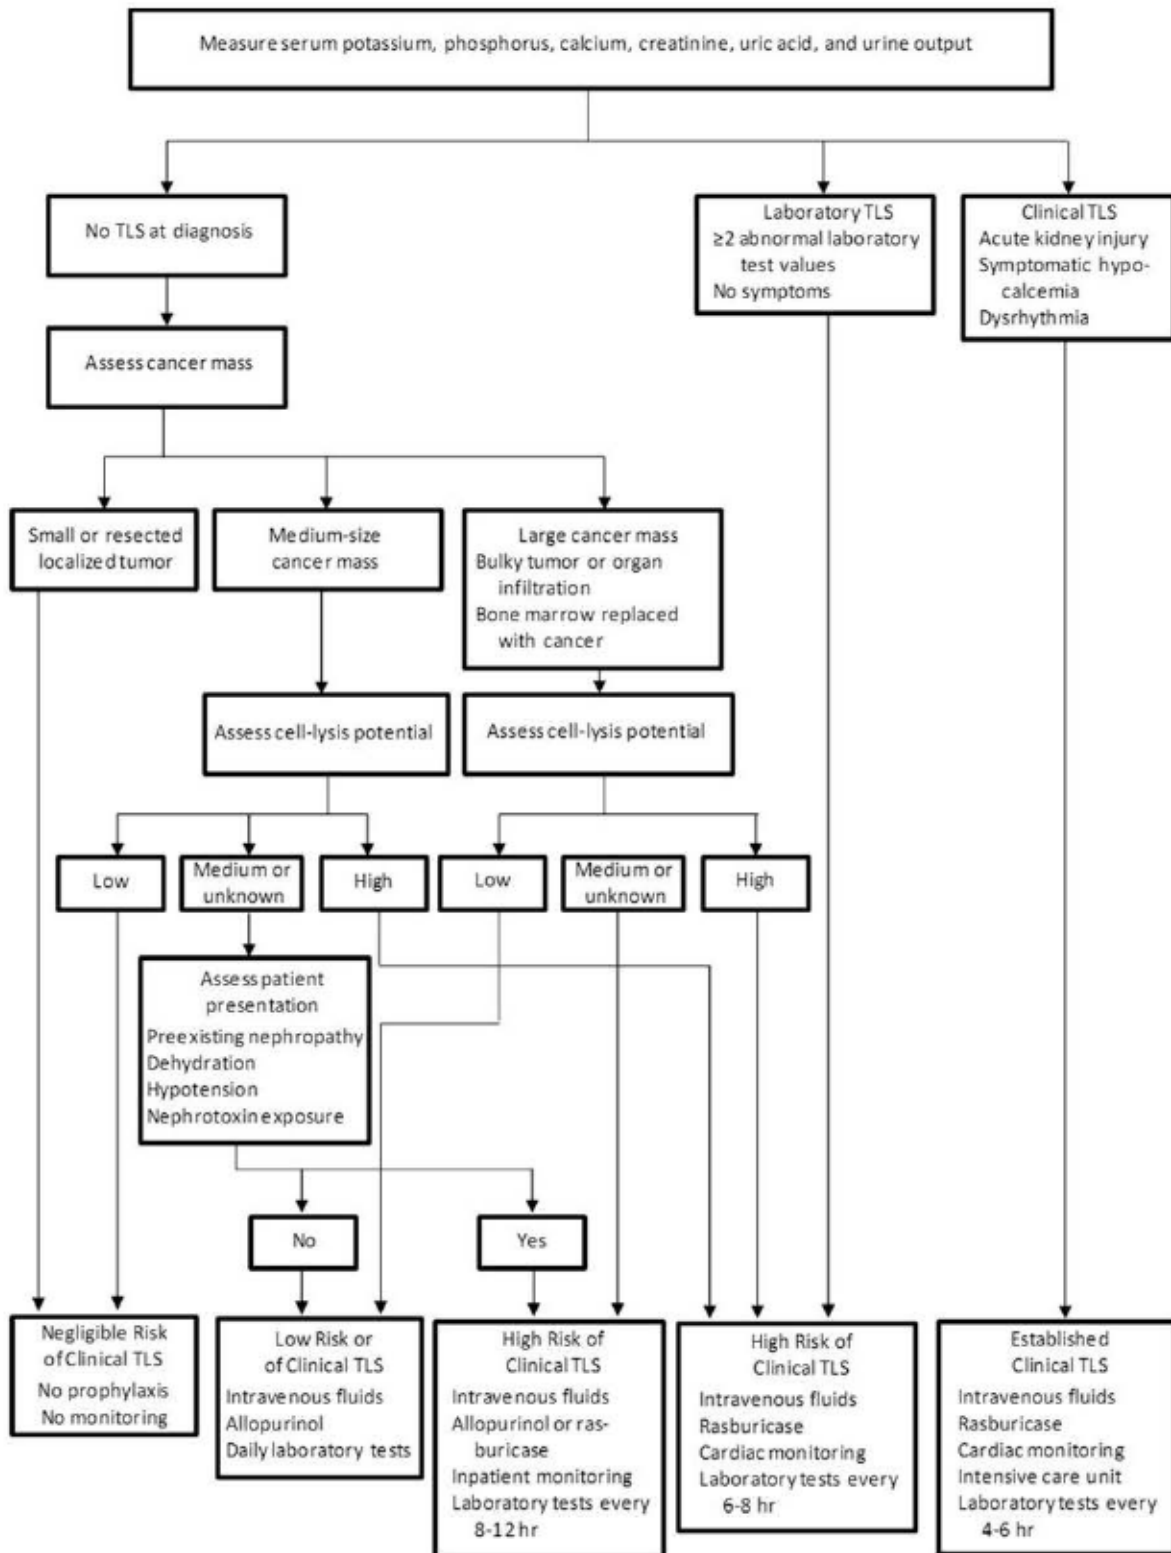 Measure serum potassium, phosphorus, calcium, creatinine, uric acid, and urine output
No TLS at diagnosis
Laboratory TLS
≥2 abnormal laboratory
test values
No symptoms
Clinical TLS
Acute kidney injury
Symptomatic hypo-
calcemia
Dysrhythmia
Assess cancer mass
Small or resected
localized tumor
Medium-size
cancer mass
Large cancer mass
Bulky tumor or organ
infiltration
Bone marrow replaced
with cancer
Assess cell-lysis potential
Assess cell-lysis potential
Low
Medium or
unknown
High
Low
Medium or
unknown
High
Assess patient
presentation
Preexisting nephropathy
Dehydration
Hypotension
Nephrotoxin exposure
No
Yes
Negligible Risk
of Clinical TLS
No prophylaxis
No monitoring
Low Risk or
of Clinical TLS
Intravenous fluids
Allopurinol
Daily laboratory tests
High Risk of
Clinical TLS
Intravenous fluids
Allopurinol or ras-
buricase
Inpatient monitoring
Laboratory tests every
8-12 hr
High Risk of
Clinical TLS
Intravenous fluids
Rasburicase
Cardiac monitoring
Laboratory tests every
6-8 hr
Established
Clinical TLS
Intravenous fluids
Rasburicase
Cardiac monitoring
Intensive care unit
Laboratory tests every
4-6 hr